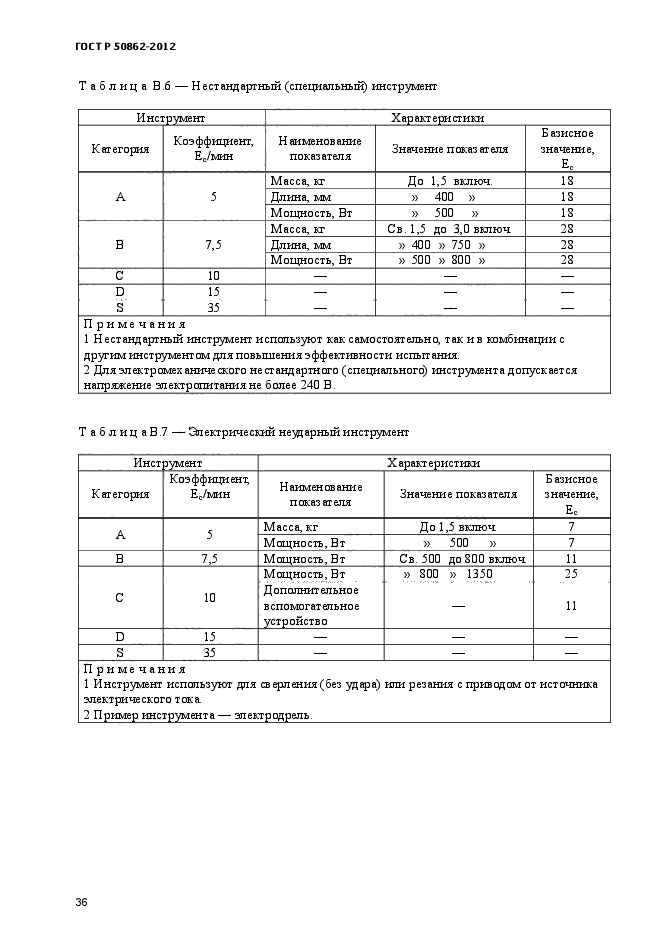 ГОСТ Р 50862-2012
Т а б л и ц а В.6 — Нестандартный (специальный) инструмент
Инструмент Характеристики
Категория Коэффициент, Ес/мин Наименование показателя Значение показателя Базисное значение, Ес
А 5 Масса, кг До 1,5 включ. 18
Длина, мм » 400 » 18
Мощность, Вт » 500 » 18
В 7,5 Масса, кг Св. 1,5 до 3,0 включ. 28
Длина, мм » 400 » 750 » 28
Мощность, Вт » 500 » 800 » 28
С 10 — — —
D 15 — — —
S 35 — — —
П р и м е ч а н и я
1 Нестандартный инструмент используют как самостоятельно, так и в комбинации с
другим инструментом для повышения эффективности испытания.
2 Для электромеханического нестандартного (специального) инструмента допускается
напряжение электропитания не более 240 В.
Т а б л и ц а В.7 — Электрический неударный инструмент
Инструмент Характеристики
Категория Коэффициент, Ес/мин Наименование показателя Значение показателя Базисное значение, Ес
А 5 Масса, кг До 1,5 включ. 7
Мощность, Вт » 500 » 7
В 7,5 Мощность, Вт Св. 500 до 800 включ. 11
С 10 Мощность, Вт » 800 » 1350 25
Дополнительное
вспомогательное — 11
устройство
D 15 — — —
S 35 — — —
П р и м е ч а н и я
1 Инструмент используют для сверления (без удара) или резания с приводом от источника
электрического тока.
2 Пример инструмента — электродрель.
36